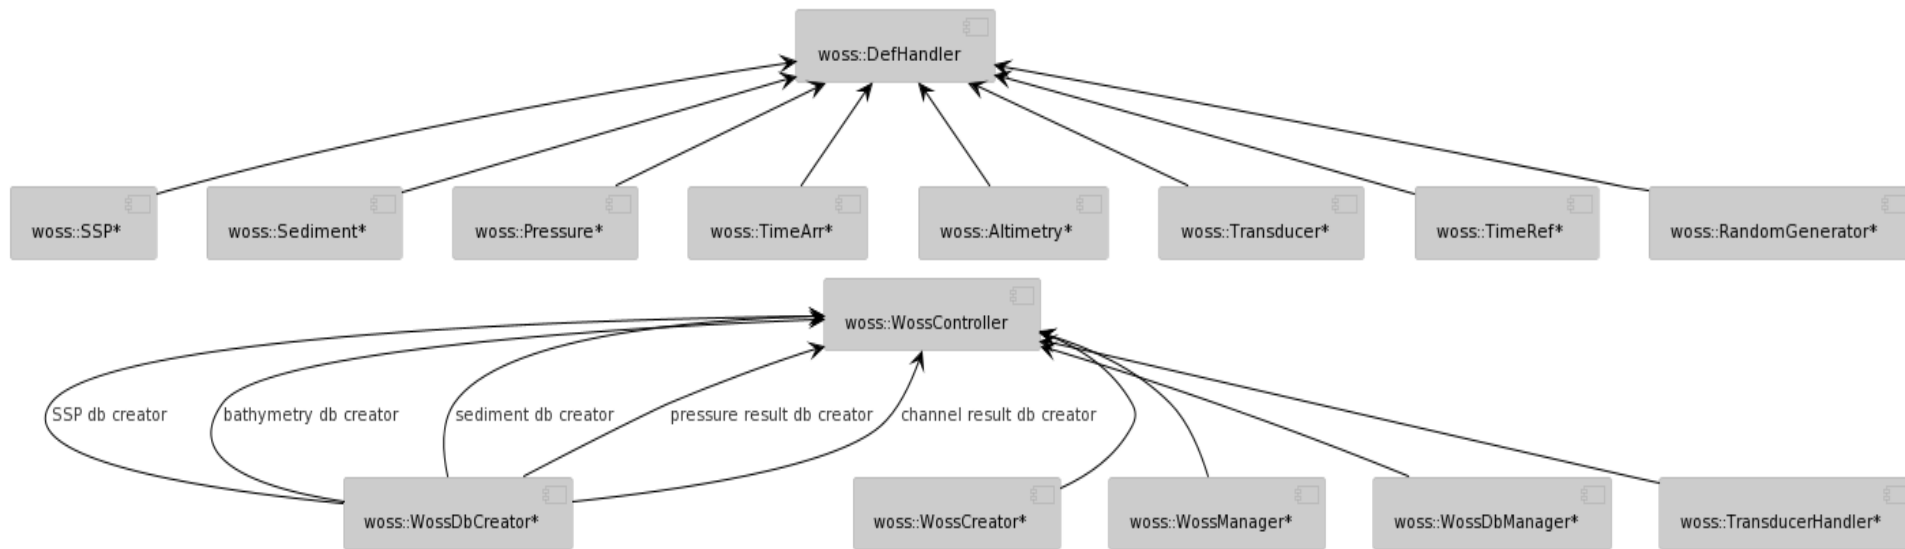 woss::DefHandler
woss::SSP*
woss::Sediment*
woss::Pressure*
woss::TimeArr*
woss::Altimetry*
woss::Transducer*
woss::TimeRef*
woss::RandomGenerator*
woss::WossController
SSP db creator
bathymetry db creator
sediment db creator
pressure result db creator
channel result db creator
woss::WossDbCreator*
woss::WossCreator*
woss::WossManager*
woss::WossDbManager*
woss::TransducerHandler*